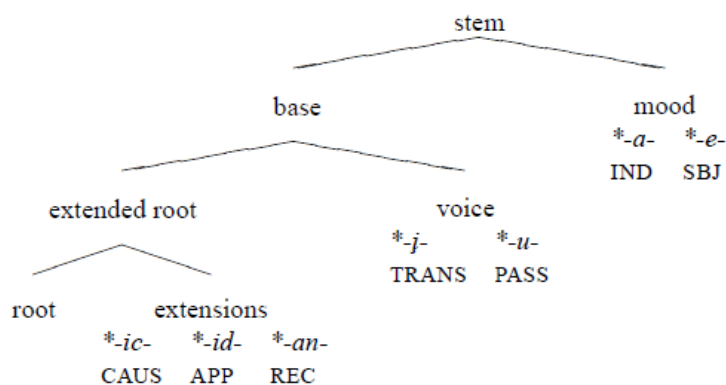 stem
base mood
*-a- *-e-
IND SBJ
extended root voice
*-i̹- *-u-
TRANS PASS
root extensions
*-ic- *-id- *-an-
CAUS APP REC